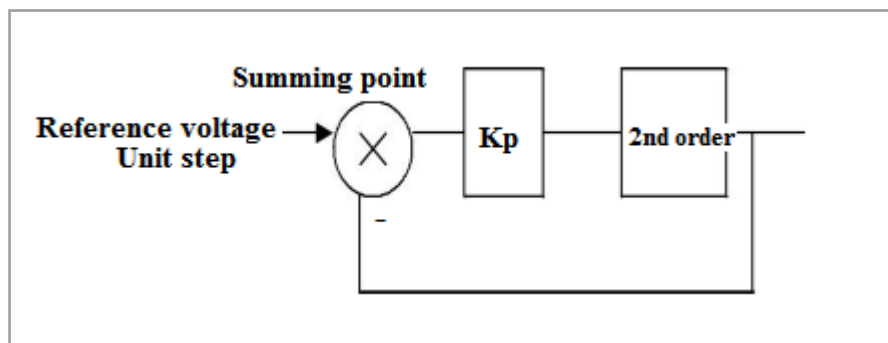 Summing point
Reference voltage
Unit step
Kp
2nd order
-